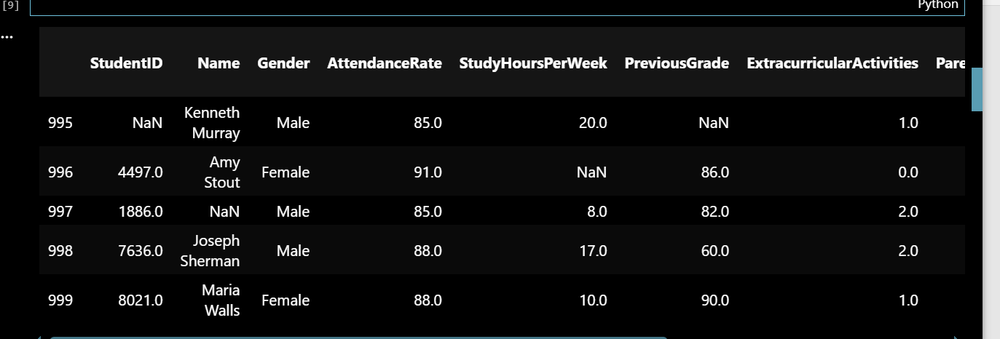 [9]
Python
...
StudentID Name Gender AttendanceRate StudyHoursPerWeek PreviousGrade ExtracurricularActivities Pare
995 NaN Kenneth Murray Male 85.0 20.0 NaN 1.0
996 4497.0 Amy Stout Female 91.0 NaN 86.0 0.0
997 1886.0 NaN Male 85.0 8.0 82.0 2.0
998 7636.0 Joseph Sherman Male 88.0 17.0 60.0 2.0
999 8021.0 Maria Walls Female 88.0 10.0 90.0 1.0